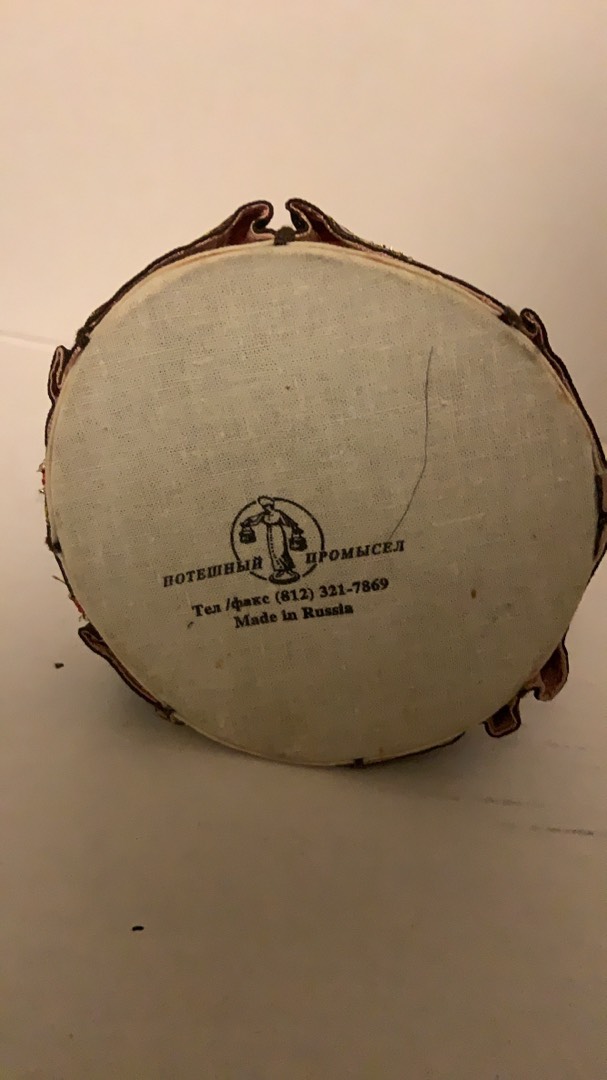 ПОТЕШНЫЙ ПРОМЫСЕЛ
Тел /факс (812) 321-7869
Made in Russia